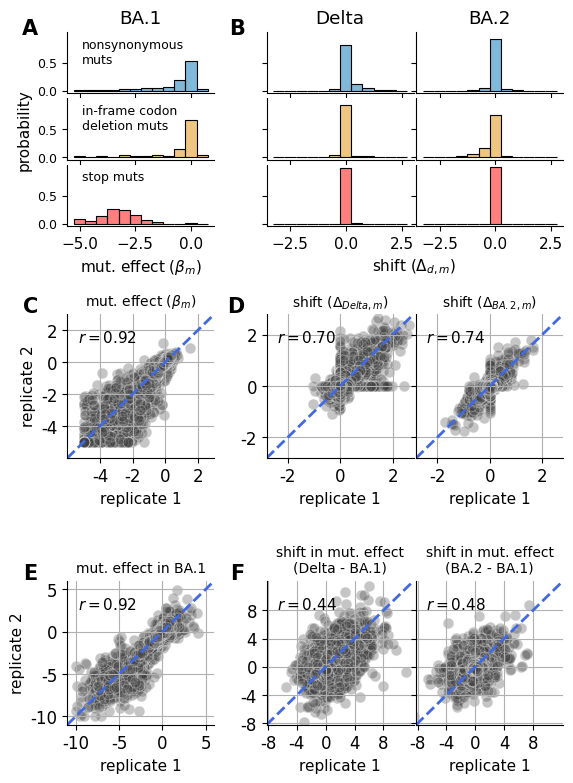 A
BA.1
B
Delta
BA.2
nonsynonymous
muts
0.5
0.0
in-frame codon
deletion muts
0.5
0.0
stop muts
0.5
0.0
probability
−5.0 −2.5 0.0
−2.5 0.0 2.5
−2.5 0.0 2.5
mut. effect (βm)
shift (Δd,m)
C
mut. effect (βm)
r = 0.92
2
0
-2
-4
replicate 2
-4 -2 0 2
replicate 1
D
shift (ΔDelta,m)
r = 0.70
2
0
-2
-2 0 2
replicate 1
shift (ΔBA.2,m)
r = 0.74
-2 0 2
replicate 1
E
mut. effect in BA.1
r = 0.92
5
0
-5
-10
replicate 2
-10 -5 0 5
replicate 1
F
shift in mut. effect
(Delta - BA.1)
r = 0.44
8
4
0
-4
-8
-8 -4 0 4 8
replicate 1
shift in mut. effect
(BA.2 - BA.1)
r = 0.48
-8 -4 0 4 8
replicate 1